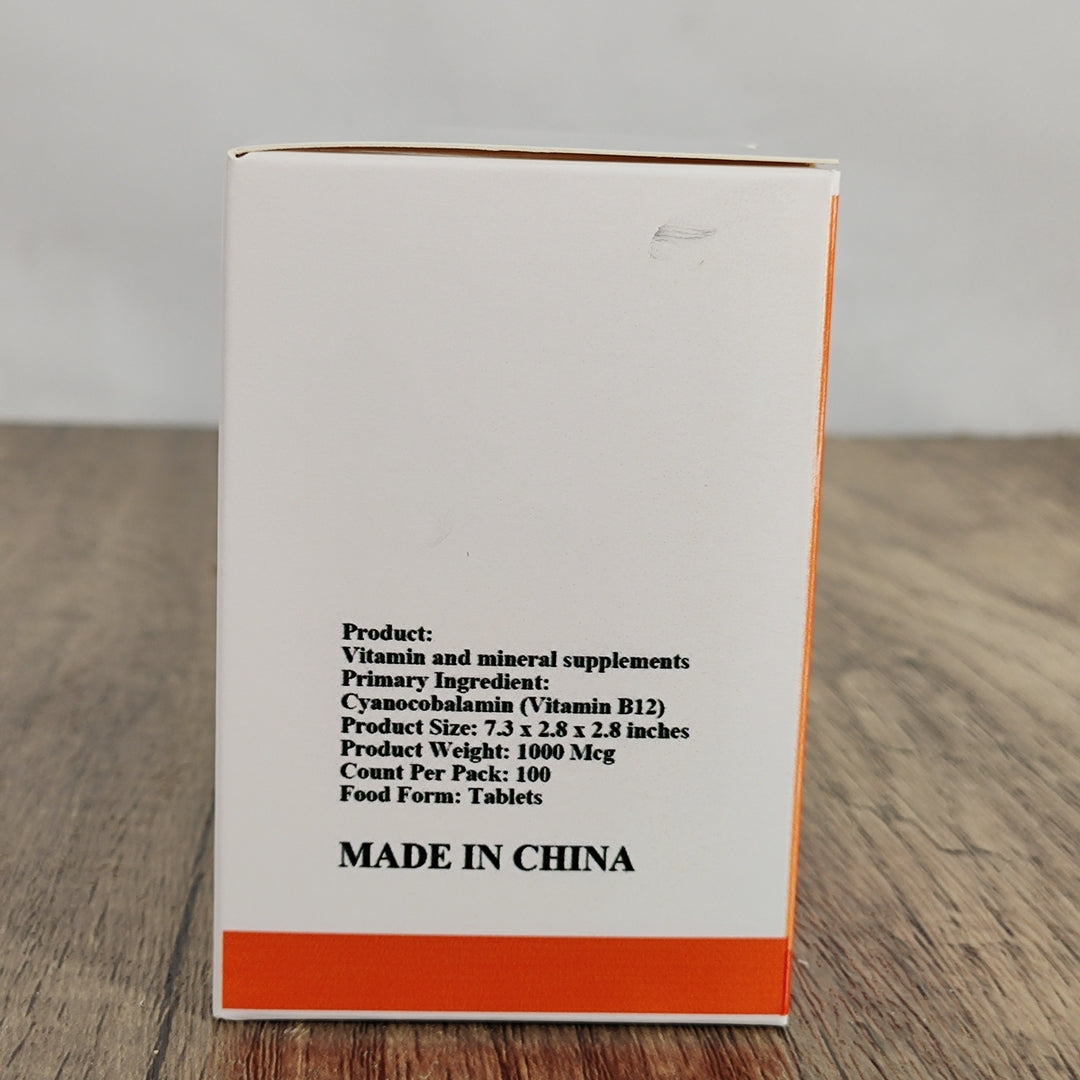 Product:
Vitamin and mineral supplements
Primary Ingredient:
Cyanocobalamin (Vitamin B12)
Product Size: 7.3 x 2.8 x 2.8 inches
Product Weight: 1000 Mcg
Count Per Pack: 100
Food Form: Tablets
MADE IN CHINA